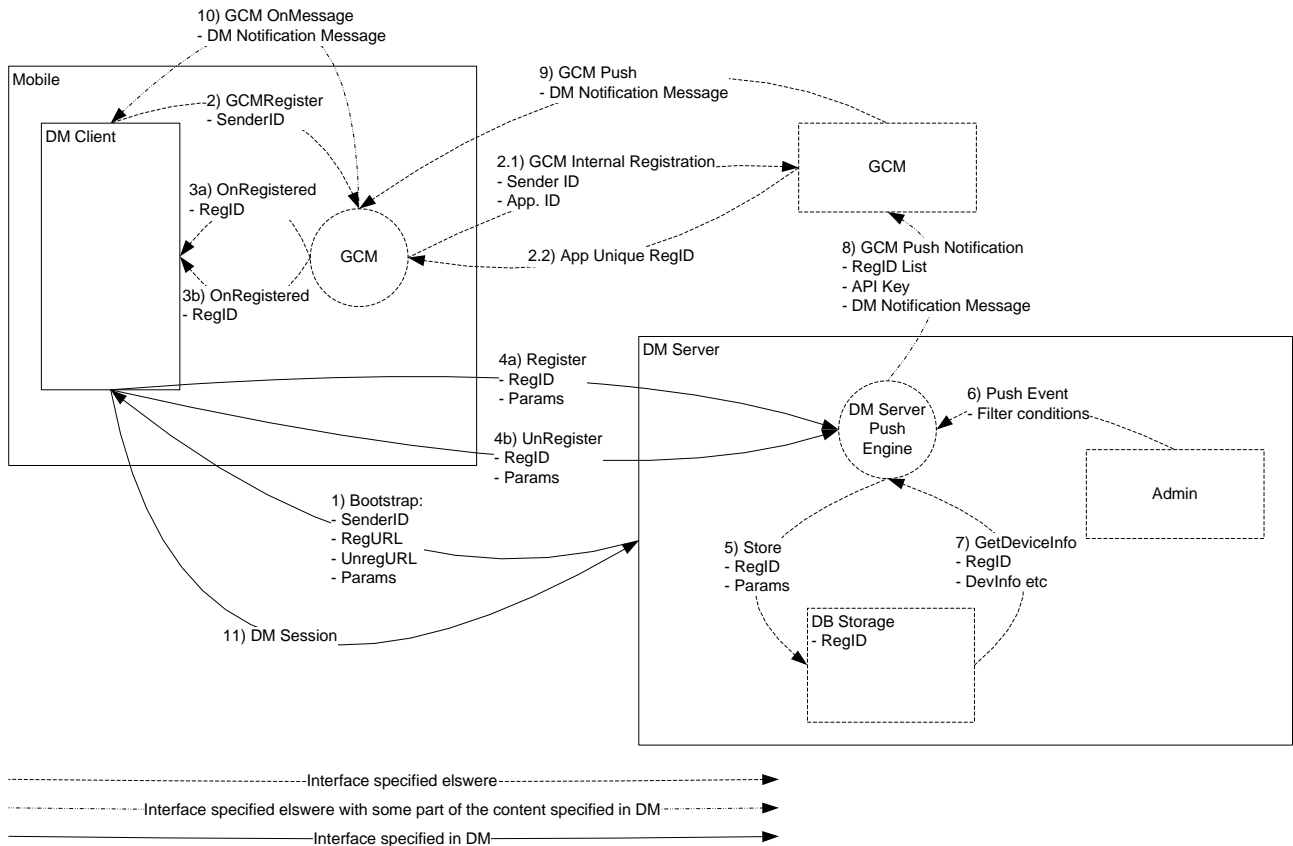 10) GCM OnMessage
- DM Notification Message
Mobile
2) GCMRegister
- SenderID
DM Client
3a) OnRegistered
- RegID
GCM
3b) OnRegistered
- RegID
9) GCM Push
- DM Notification Message
2.1) GCM Internal Registration
- Sender ID
- App. ID
2.2) App Unique RegID
GCM
8) GCM Push Notification
- RegID List
- API Key
- DM Notification Message
DM Server
4a) Register
- RegID
- Params
4b) UnRegister
- RegID
- Params
DM Server
Push
Engine
6) Push Event
- Filter conditions
Admin
1) Bootstrap:
- SenderID
- RegURL
- UnregURL
- Params
5) Store
- RegID
- Params
7) GetDeviceInfo
- RegID
- DevInfo etc
DB Storage
- RegID
11) DM Session
Interface specified elswere
Interface specified elswere with some part of the content specified in DM
Interface specified in DM